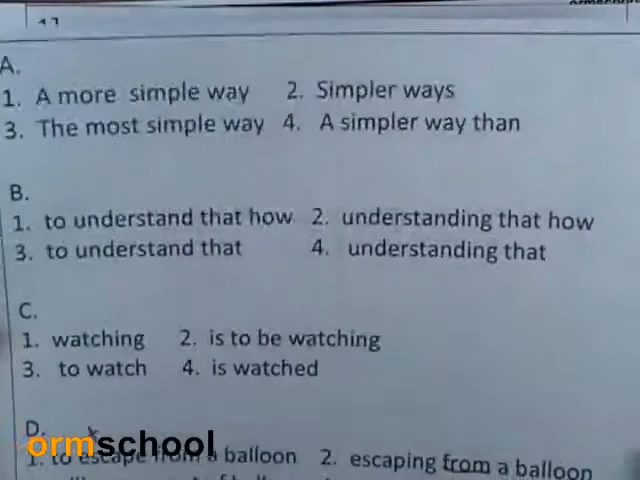 A.
1. A more simple way 2. Simpler ways
3. The most simple way 4. A simpler way than
B.
1. to understand that how 2. understanding that how
3. to understand that 4. understanding that
C.
1. watching 2. is to be watching
3. to watch 4. is watched
D.
ormschool
1. to escape from a balloon 2. escaping from a balloon